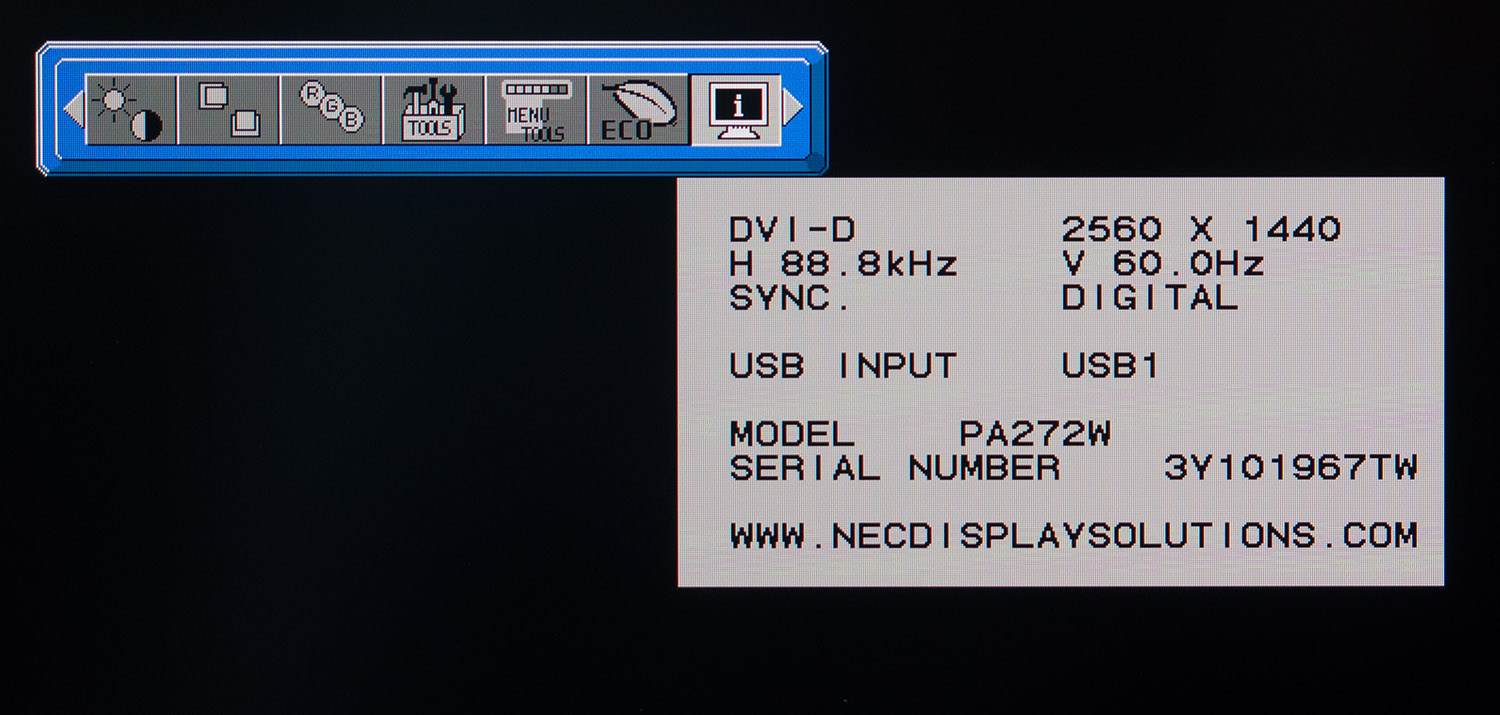 R G B
TOOLS
MENU
TOOLS
ECO
i
DVI-D 2560 X 1440
H 88.8kHz V 60.0Hz
SYNC. DIGITAL
USB INPUT USB1
MODEL PA272W
SERIAL NUMBER 3Y101967TW
WWW.NECDISPLAYSOLUTIONS.COM